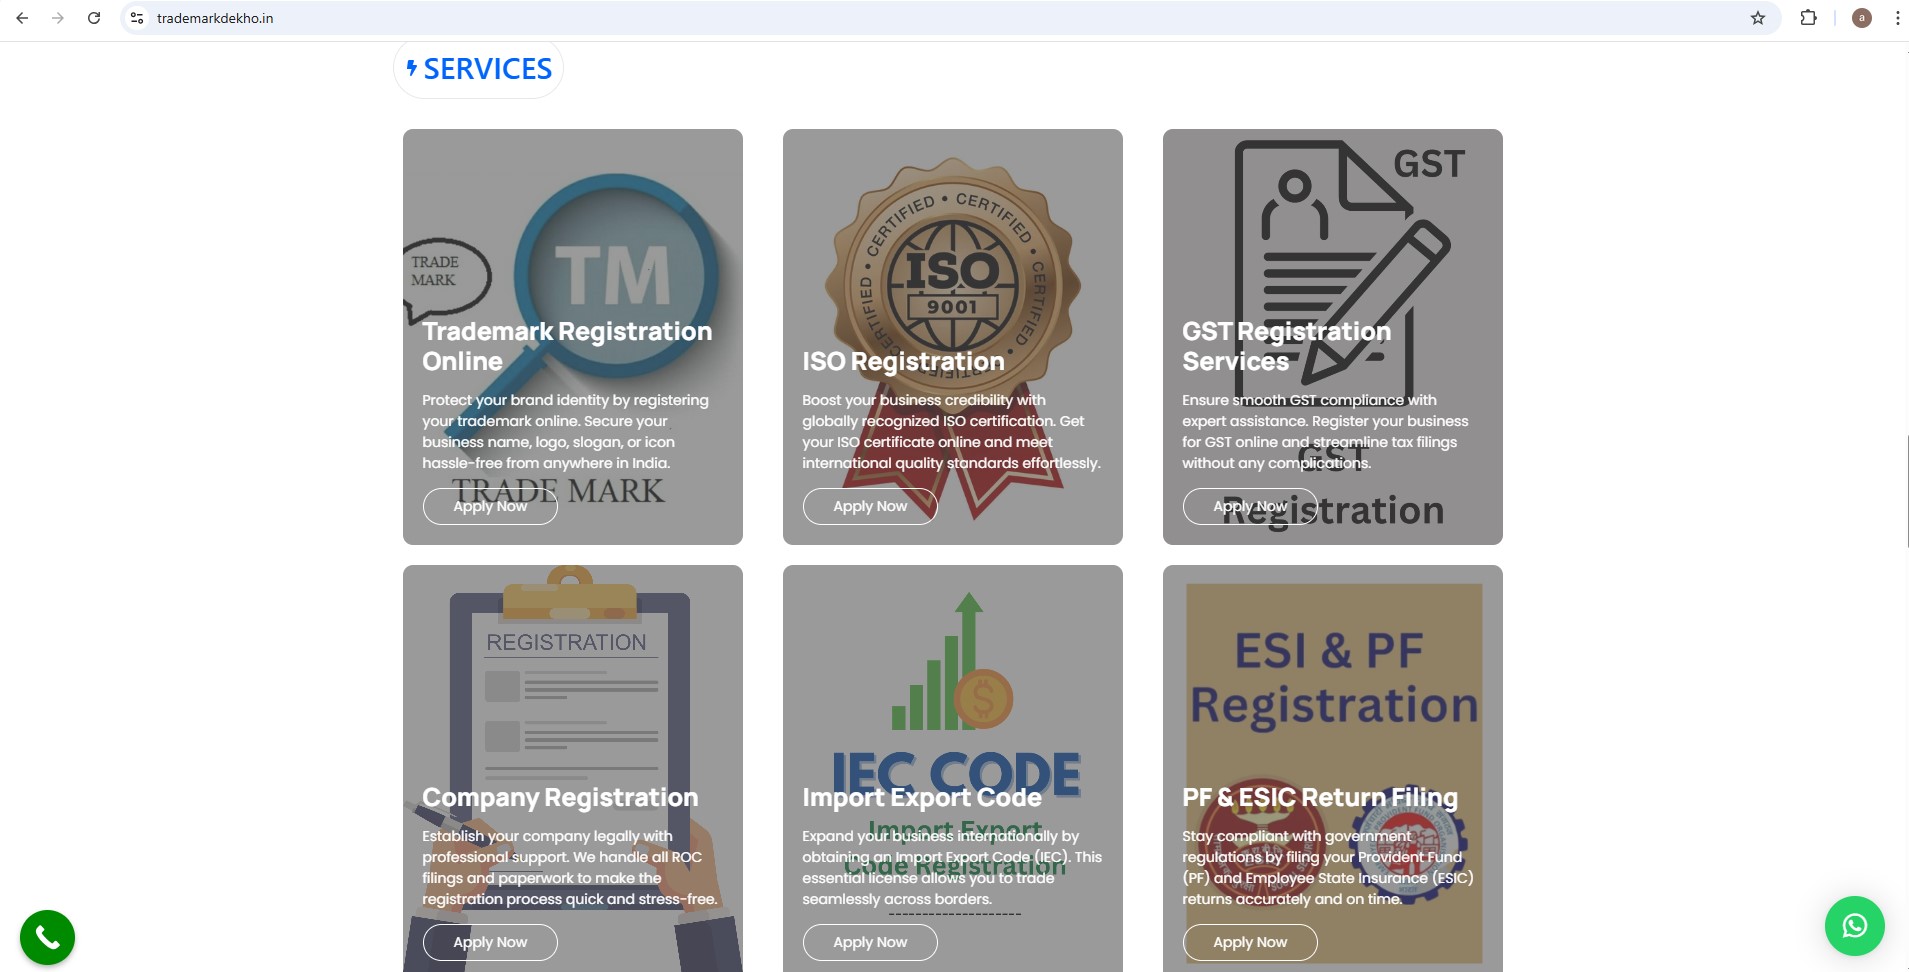 trademarkdekho.in
a
SERVICES
TRADE
MARK
TM
Trademark Registration
Online
Protect your brand identity by registering
your trademark online. Secure your
business name, logo, slogan, or icon
hassle-free from anywhere in India.
TRADE MARK
Apply Now
CERTIFIED • CERTIFIED • CERTIFIED • CERTIFIED • CERTIFIED •
ISO
9001
ISO Registration
Boost your business credibility with
globally recognized ISO certification. Get
your ISO certificate online and meet
international quality standards effortlessly.
Apply Now
GST
GST Registration
Services
Ensure smooth GST compliance with
expert assistance. Register your business
for GST online and streamline tax filings
without any complications.
GST
Registration
Apply Now
REGISTRATION
Company Registration
Establish your company legally with
professional support. We handle all ROC
filings and paperwork to make the
registration process quick and stress-free.
Apply Now
$
IEC CODE
Import Export Code
Import Export
Code Registration
Expand your business internationally by
obtaining an Import Export Code (IEC). This
essential license allows you to trade
seamlessly across borders.
--------------------
Apply Now
ESI & PF
Registration
PF & ESIC Return Filing
Stay compliant with government
regulations by filing your Provident Fund
(PF) and Employee State Insurance (ESIC)
returns accurately and on time.
Apply Now